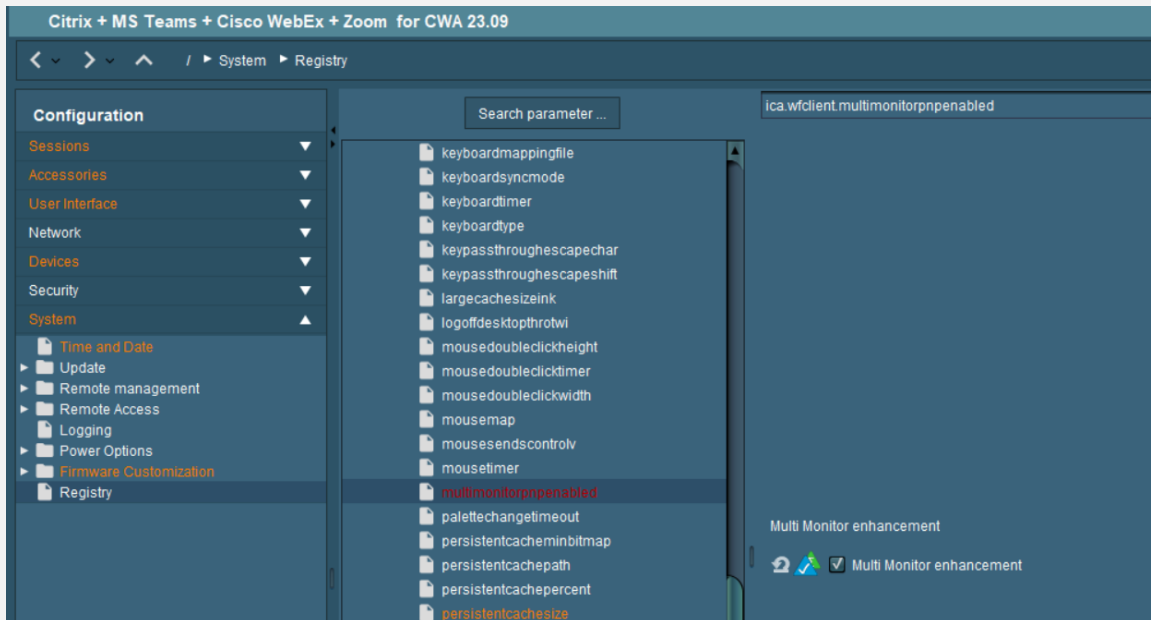 Citrix + MS Teams + Cisco WebEx + Zoom for CWA 23.09
/ System Registry
Configuration
Sessions
Accessories
User Interface
Network
Devices
Security
System
Time and Date
Update
Remote management
Remote Access
Logging
Power Options
Firmware Customization
Registry
Search parameter ...
keyboardmappingfile
keyboardsyncmode
keyboardtimer
keyboardtype
keypassthroughescapechar
keypassthroughescapeshift
largecachesizeink
logoffdesktopthrotwi
mousedoubleclickheight
mousedoubleclicktimer
mousedoubleclickwidth
mousemap
mousesendscontrolv
mousetimer
multimonitorpnpenabled
palettechangetimeout
persistentcacheminbitmap
persistentcachepath
persistentcachepercent
persistentcachesize
ica.wfclient.multimonitorpnpenabled
Multi Monitor enhancement
Multi Monitor enhancement